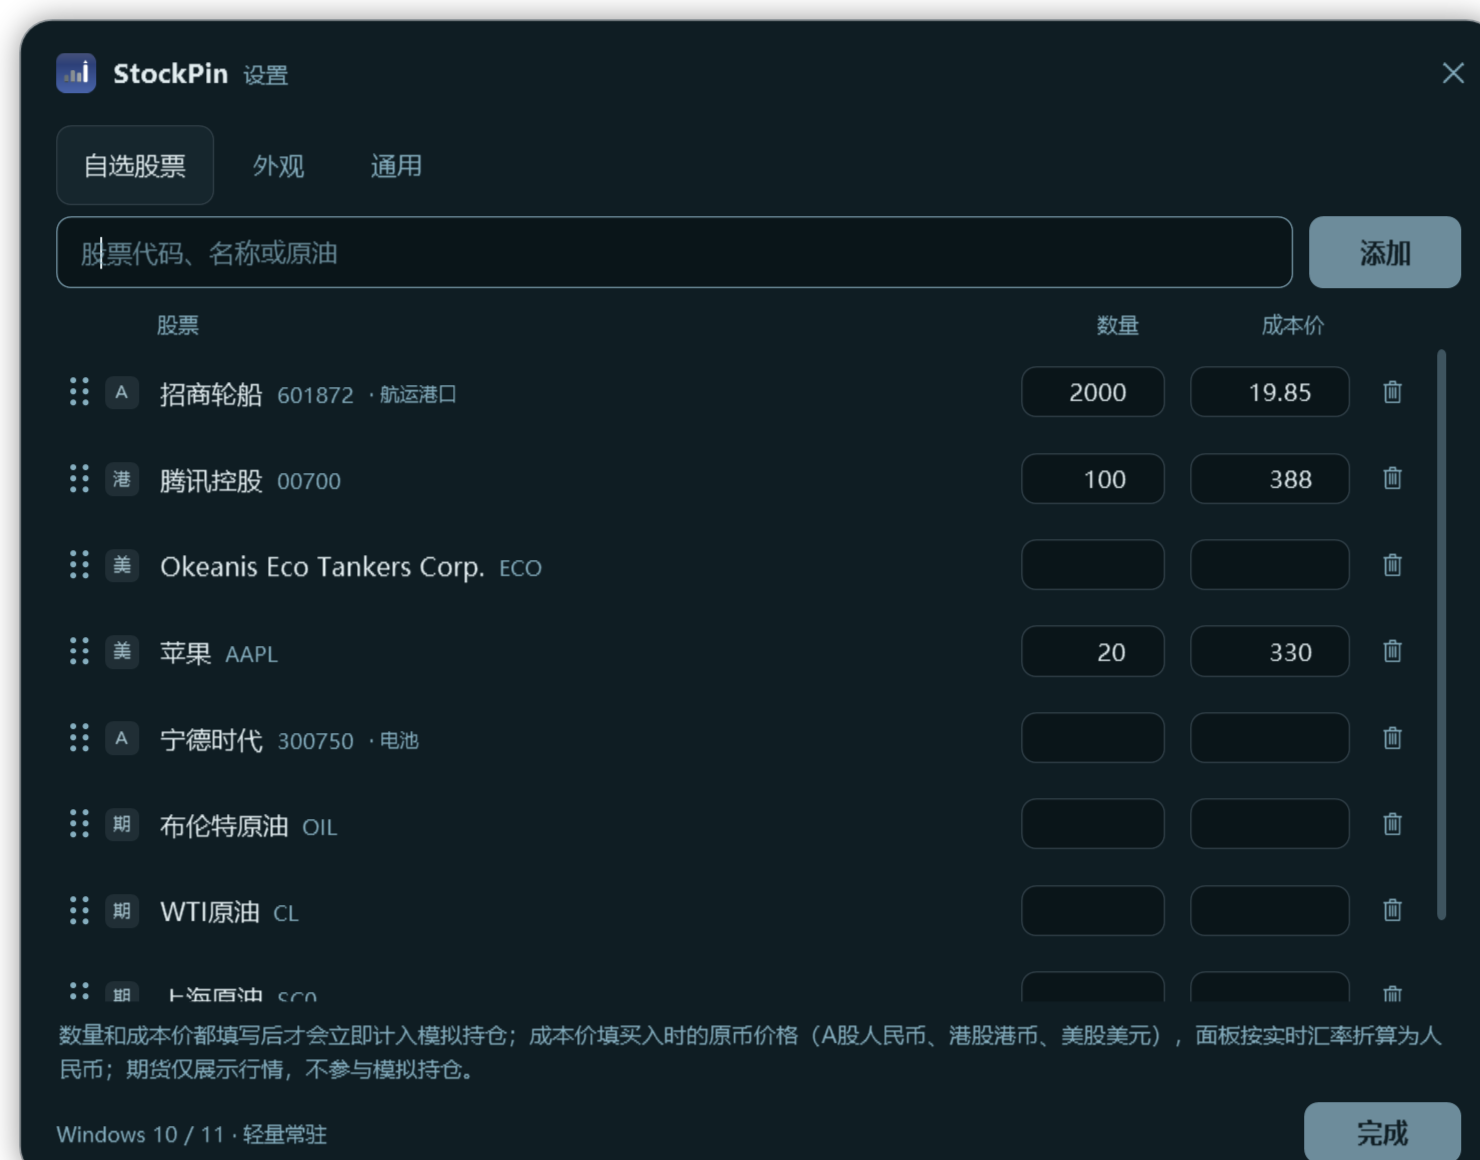 StockPin 设置
自选股票 外观 通用
股票代码、名称或原油 添加
股票 数量 成本价
A 招商轮船 601872 · 航运港口 2000 19.85
港 腾讯控股 00700 100 388
美 Okeanis Eco Tankers Corp. ECO
美 苹果 AAPL 20 330
A 宁德时代 300750 · 电池
期 布伦特原油 OIL
期 WTI原油 CL
期 上海原油 SC0
数量和成本价都填写后才会立即计入模拟持仓；成本价填买入时的原币价格（A股人民币、港股港币、美股美元），面板按实时汇率折算为人
民币；期货仅展示行情，不参与模拟持仓。
Windows 10 / 11 · 轻量常驻 完成